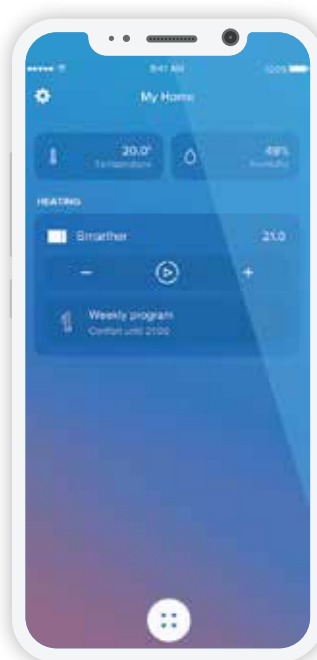 9:41 AM 100%
My Home
20.0° 49%
Temperature Humidity
HEATING
Smarther 21.0
− +
Weekly program
Comfort until 21:00